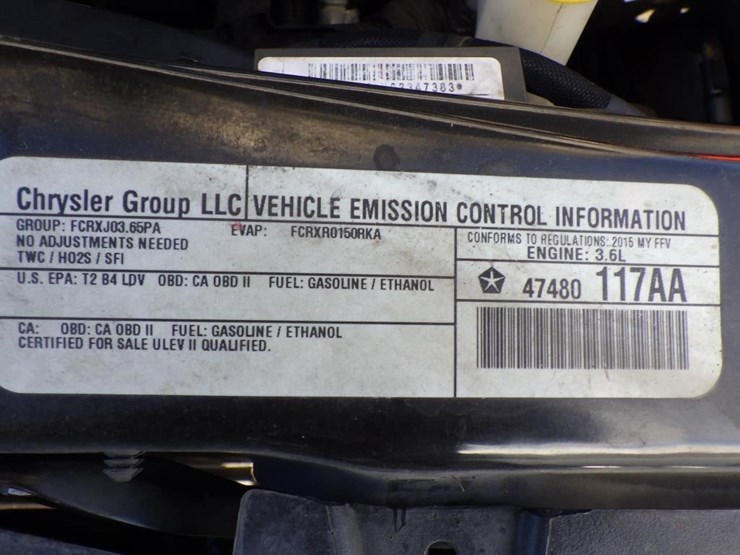 2347383
Chrysler Group LLC VEHICLE EMISSION CONTROL INFORMATION
GROUP: FCRXJ03.65PA EVAP: FCRXR0150RKA
NO ADJUSTMENTS NEEDED
TWC / HO2S / SFI
CONFORMS TO REGULATIONS: 2015 MY FFV
ENGINE: 3.6L
U.S. EPA: T2 B4 LDV OBD: CA OBD II FUEL: GASOLINE / ETHANOL
47480 117AA
CA: OBD: CA OBD II FUEL: GASOLINE / ETHANOL
CERTIFIED FOR SALE ULEV II QUALIFIED.